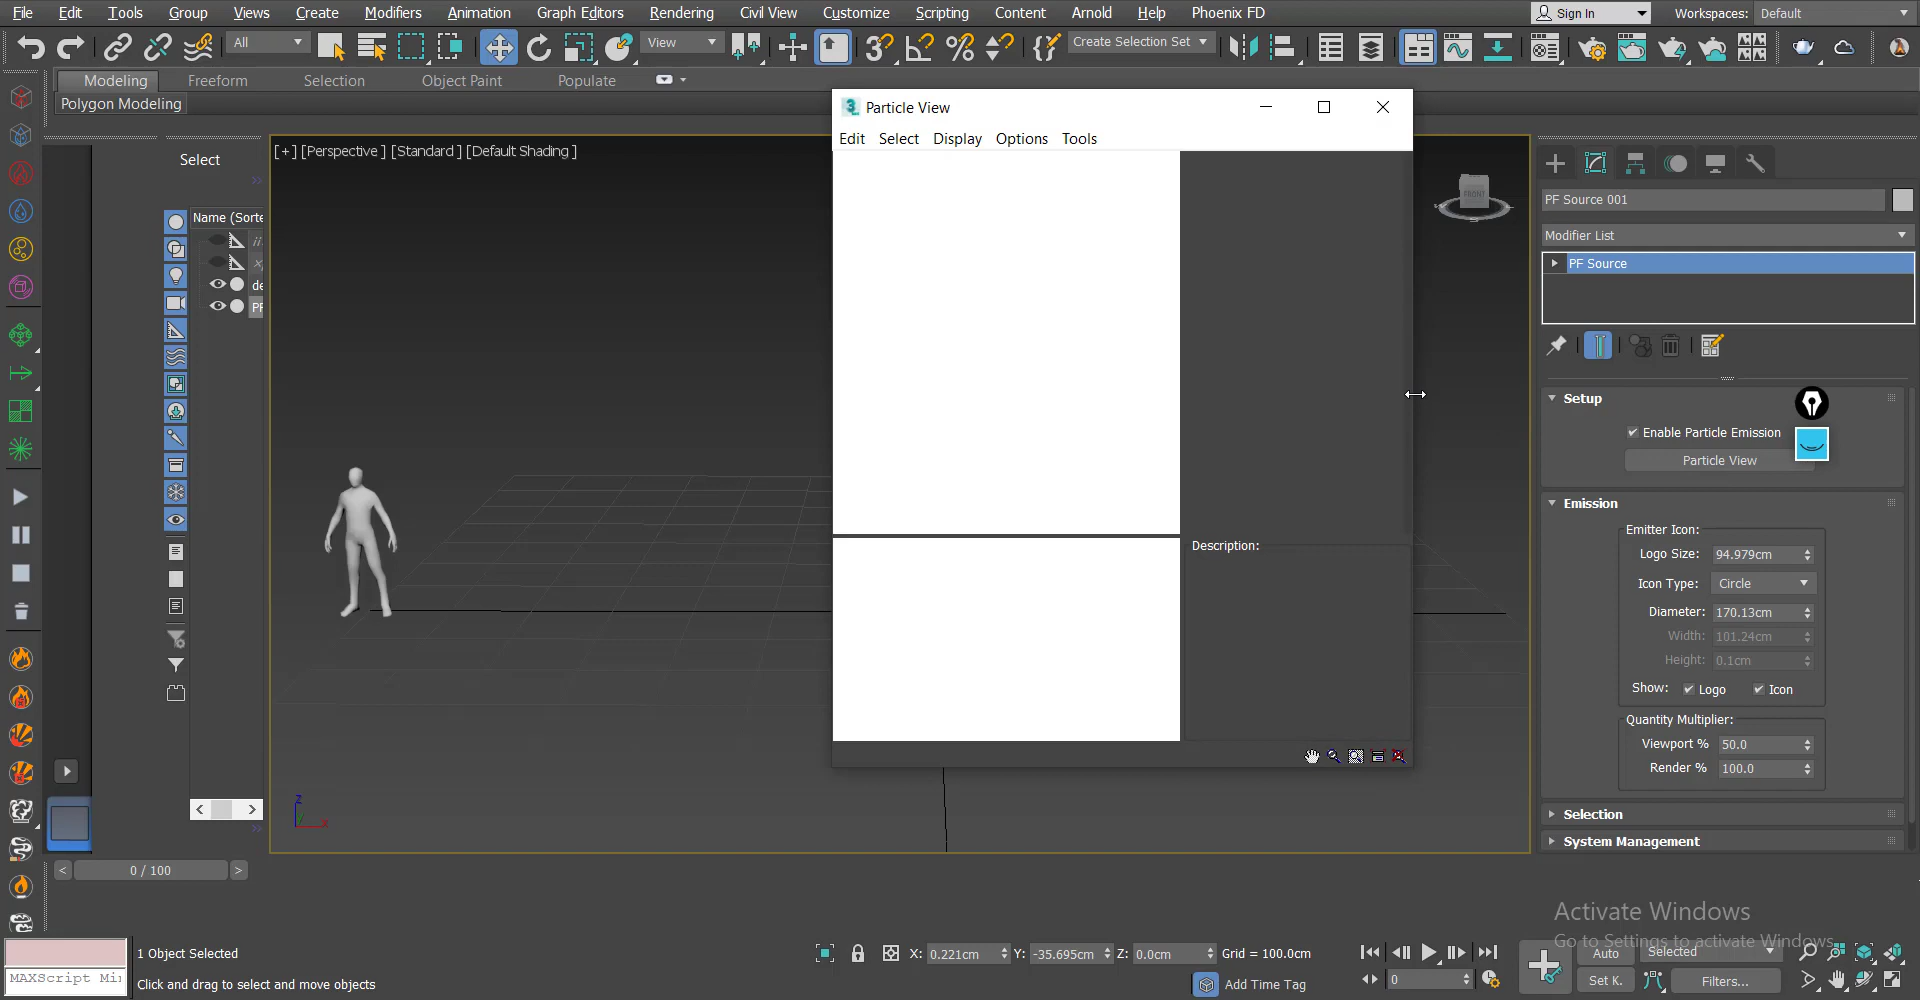 File Edit Tools Group Views Create Modifiers Animation Graph Editors Rendering Civil View Customize Scripting Content Arnold Help Phoenix FD Sign In Workspaces: Default
All View Create Selection Set
Modeling Freeform Selection Object Paint Populate
Polygon Modeling
Particle View
Edit Select Display Options Tools
[+] [Perspective ] [Standard ] [Default Shading ]
Select
Name (Sorte
de
PF
FRONT
PF Source 001
Modifier List
PF Source
Setup
Enable Particle Emission
Particle View
Emission
Emitter Icon:
Logo Size: 94.979cm
Icon Type: Circle
Diameter: 170.13cm
Width: 101.24cm
Height: 0.1cm
Show: Logo Icon
Quantity Multiplier:
Viewport % 50.0
Render % 100.0
Selection
System Management
Description:
z
y
x
< 0 / 100 >
Activate Windows
Go to Settings to activate Windows.
1 Object Selected
X: 0.221cm Y: -35.695cm Z: 0.0cm Grid = 100.0cm
Auto Selected
MAXScript Mi
Click and drag to select and move objects
Add Time Tag
0
Set K. Filters...